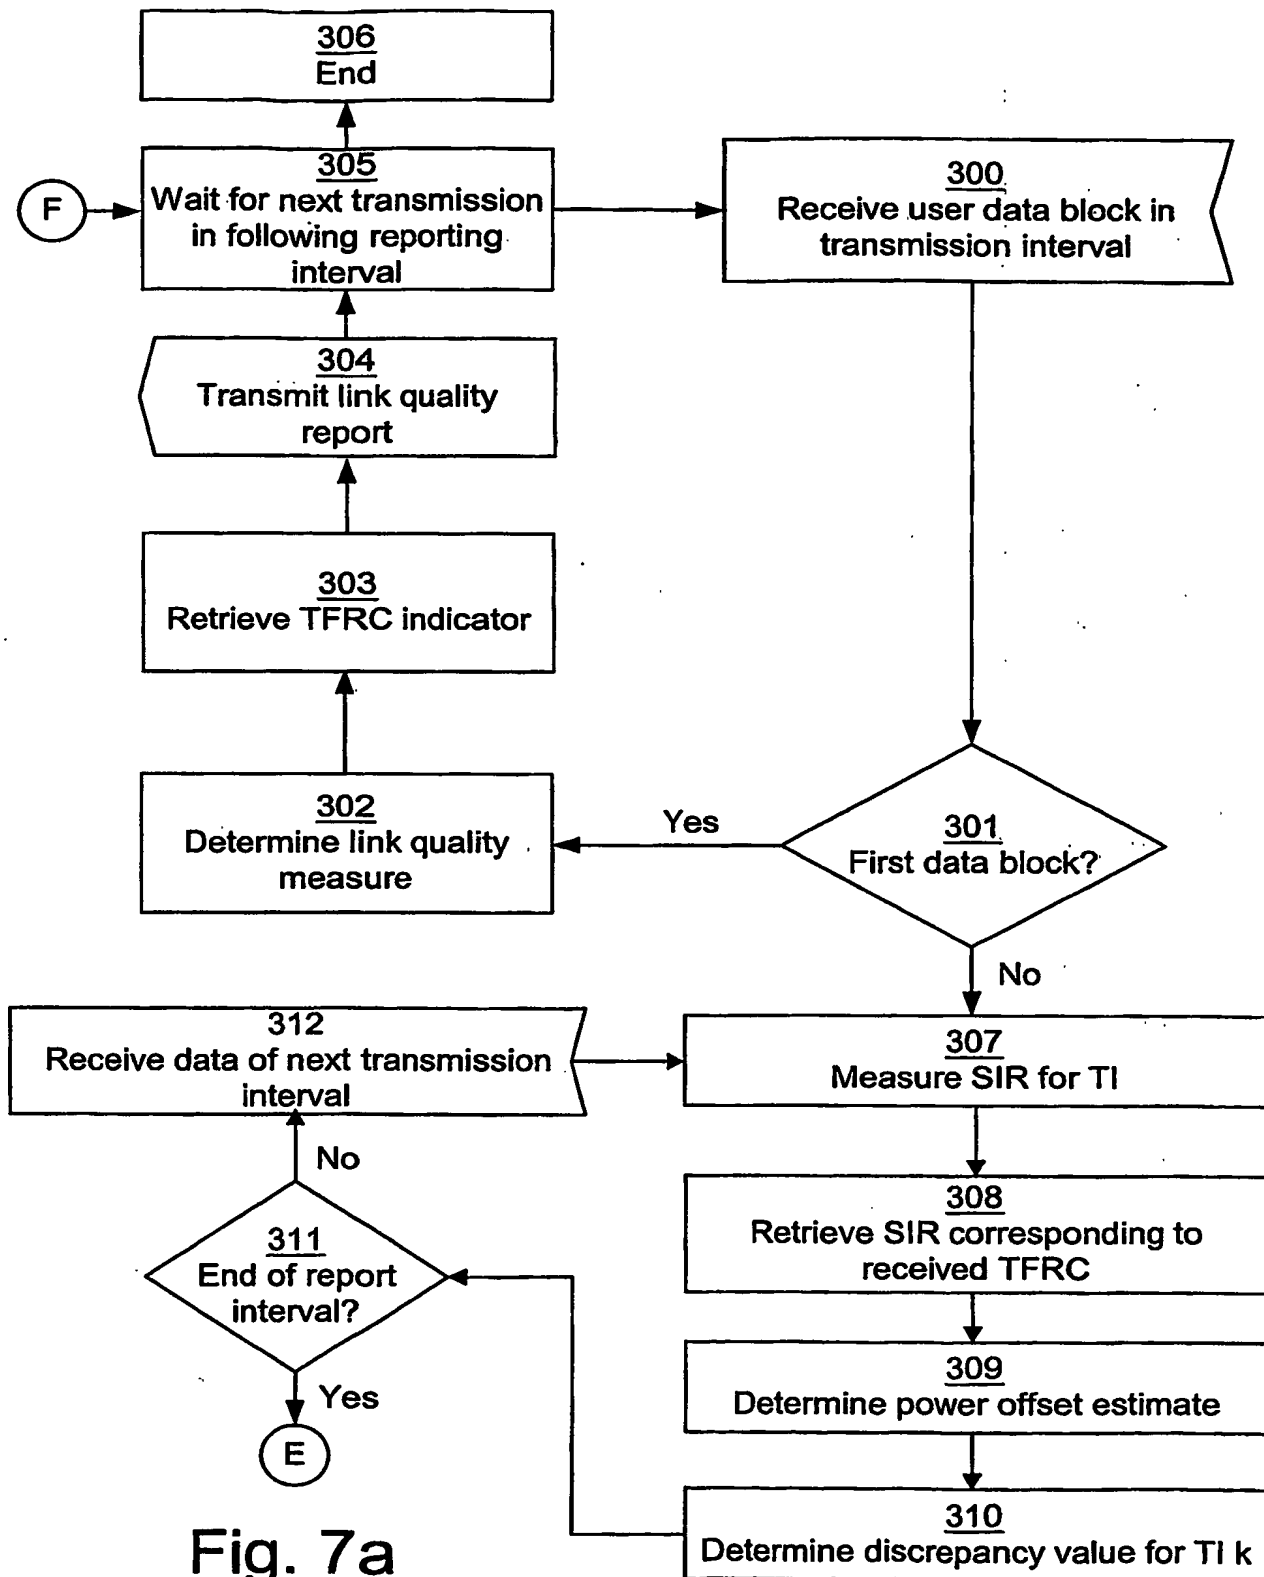 306
End
305
Wait for next transmission
in following reporting
interval
F
300
Receive user data block in
transmission interval
304
Transmit link quality
report
303
Retrieve TFRC indicator
302
Determine link quality
measure
Yes
301
First data block?
No
312
Receive data of next transmission
interval
307
Measure SIR for TI
No
308
Retrieve SIR corresponding to
received TFRC
311
End of report
interval?
309
Determine power offset estimate
Yes
E
310
Determine discrepancy value for TI k
Fig. 7a